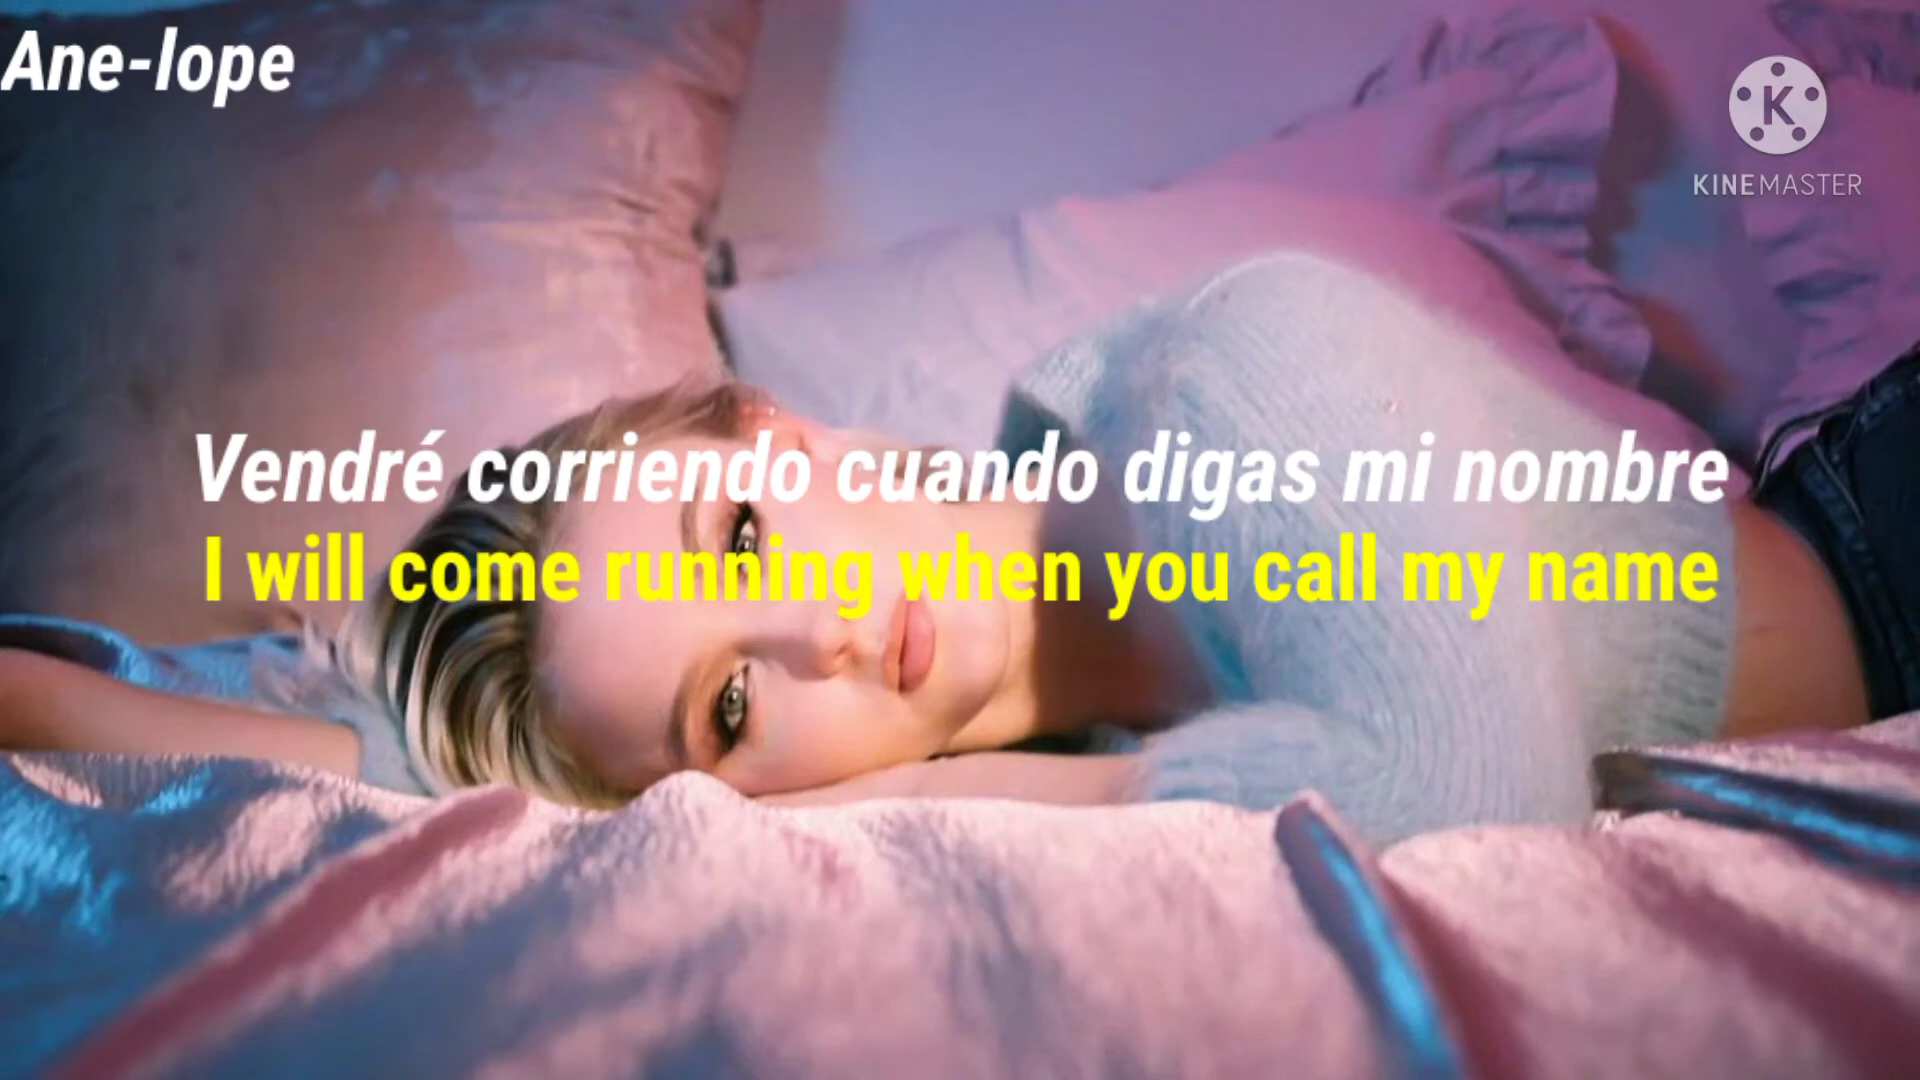 Ane-lope
K
KINEMASTER
Vendré corriendo cuando digas mi nombre
I will come running when you call my name